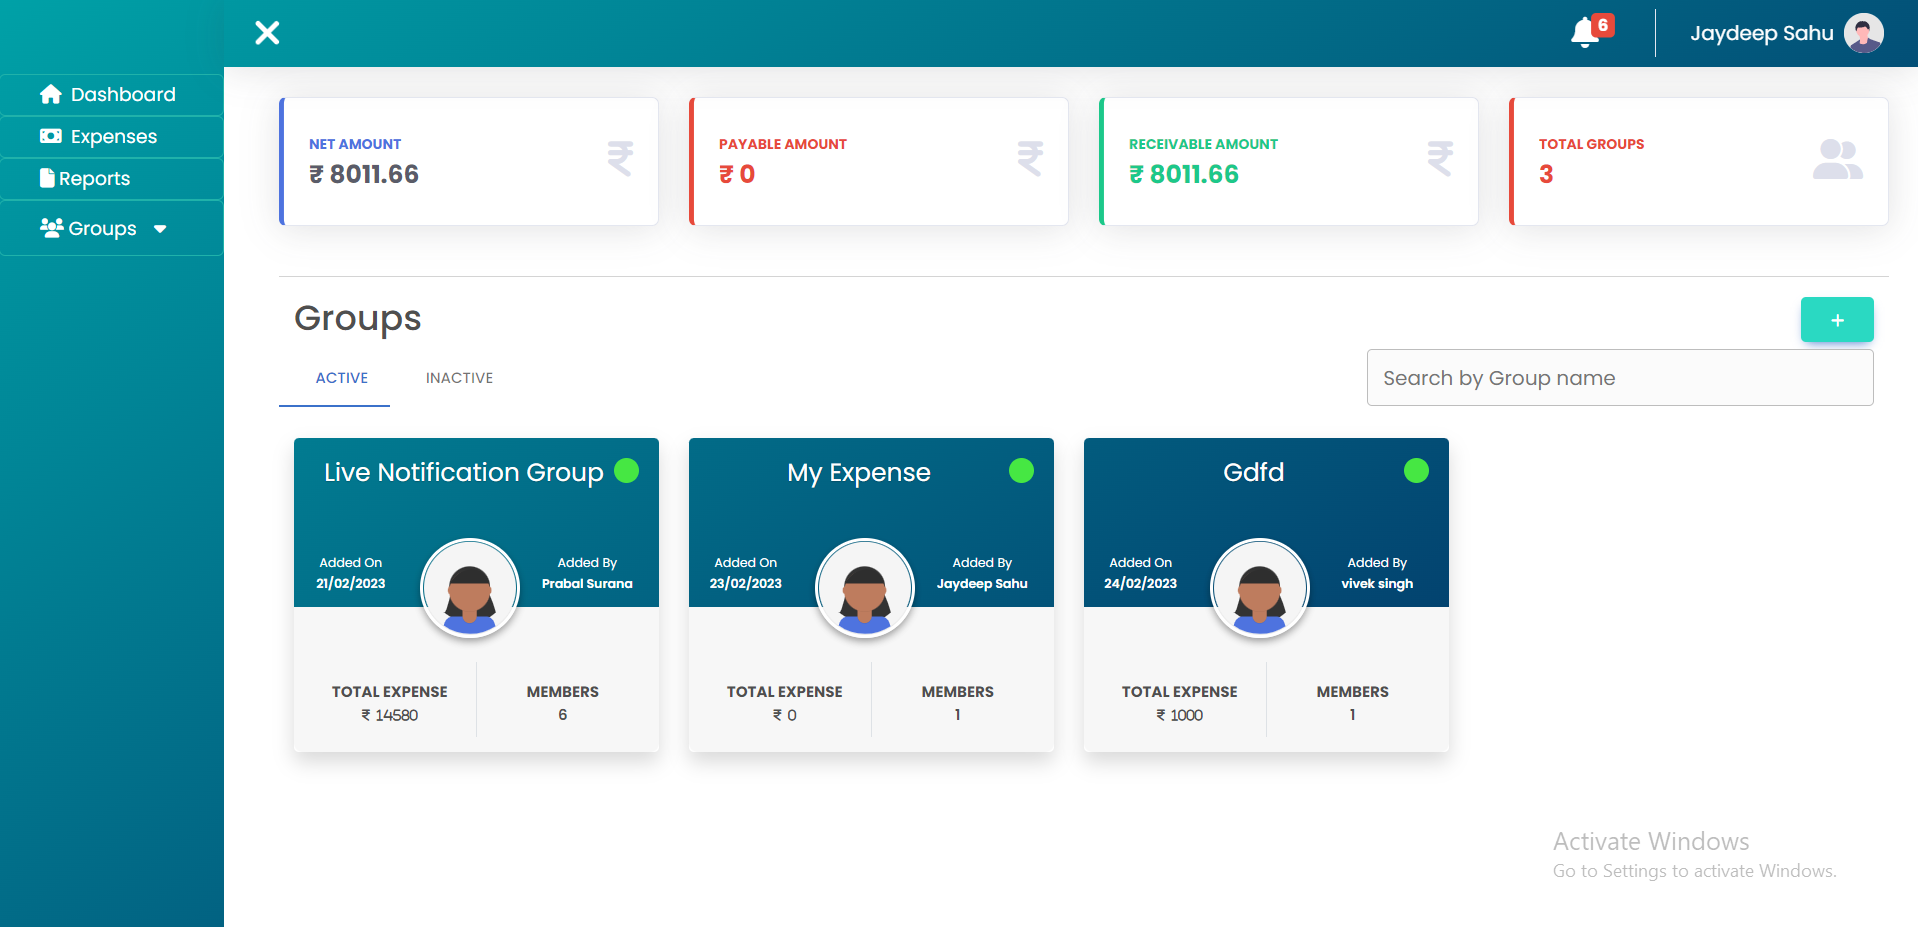 6
Jaydeep Sahu
Dashboard
Expenses
Reports
Groups
NET AMOUNT
₹ 8011.66
PAYABLE AMOUNT
₹ 0
RECEIVABLE AMOUNT
₹ 8011.66
TOTAL GROUPS
3
Groups
+
ACTIVE
INACTIVE
Search by Group name
Live Notification Group
Added On
21/02/2023
Added By
Prabal Surana
TOTAL EXPENSE
₹ 14580
MEMBERS
6
My Expense
Added On
23/02/2023
Added By
Jaydeep Sahu
TOTAL EXPENSE
₹ 0
MEMBERS
1
Gdfd
Added On
24/02/2023
Added By
vivek singh
TOTAL EXPENSE
₹ 1000
MEMBERS
1
Activate Windows
Go to Settings to activate Windows.